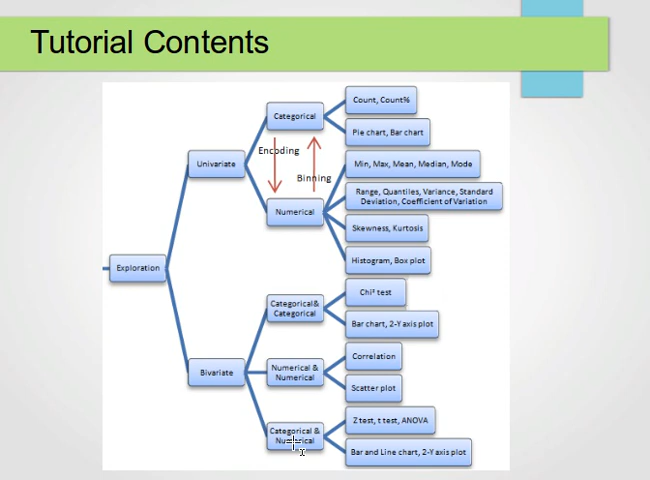 Tutorial Contents
Exploration
Univariate
Categorical
Count, Count%
Pie chart, Bar chart
Encoding
Binning
Numerical
Min, Max, Mean, Median, Mode
Range, Quantiles, Variance, Standard
Deviation, Coefficient of Variation
Skewness, Kurtosis
Histogram, Box plot
Bivariate
Categorical&
Categorical
Chi² test
Bar chart, 2-Y axis plot
Numerical &
Numerical
Correlation
Scatter plot
Categorical &
Numerical
Z test, t test, ANOVA
Bar and Line chart, 2-Y axis plot